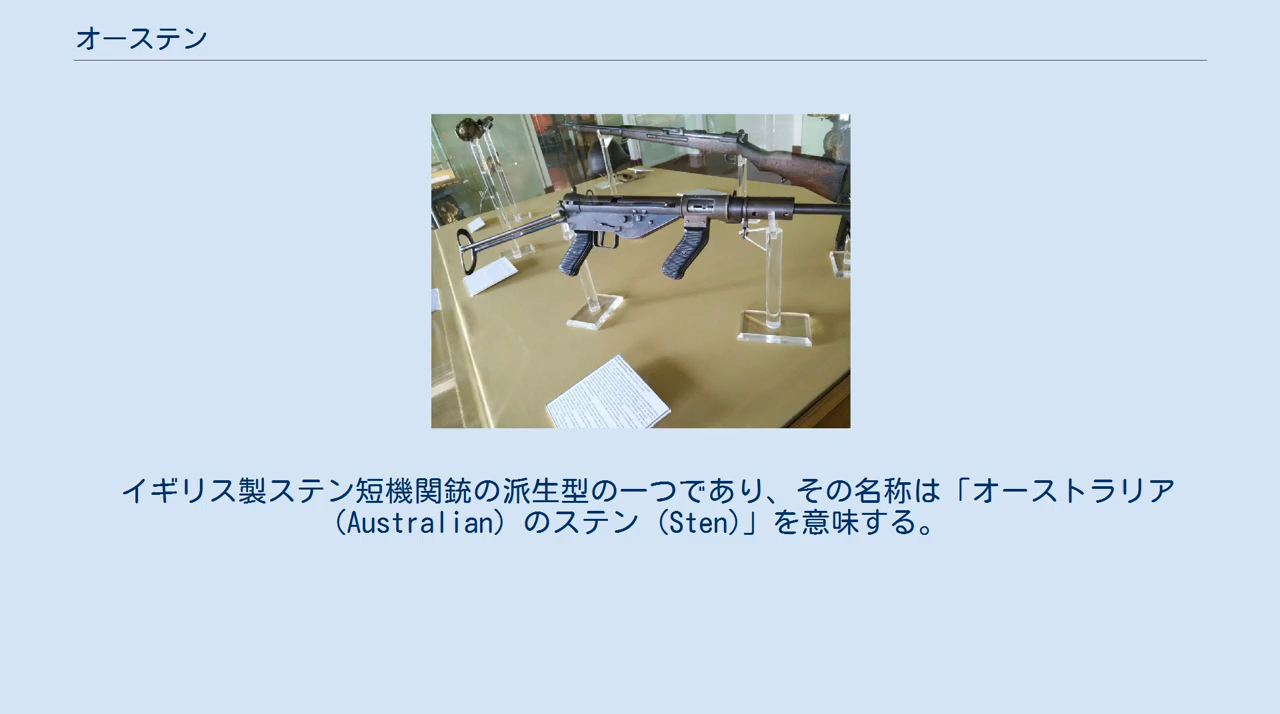 オーステン
イギリス製ステン短機関銃の派生型の一つであり、その名称は「オーストラリア
（Australian）のステン（Sten)」を意味する。